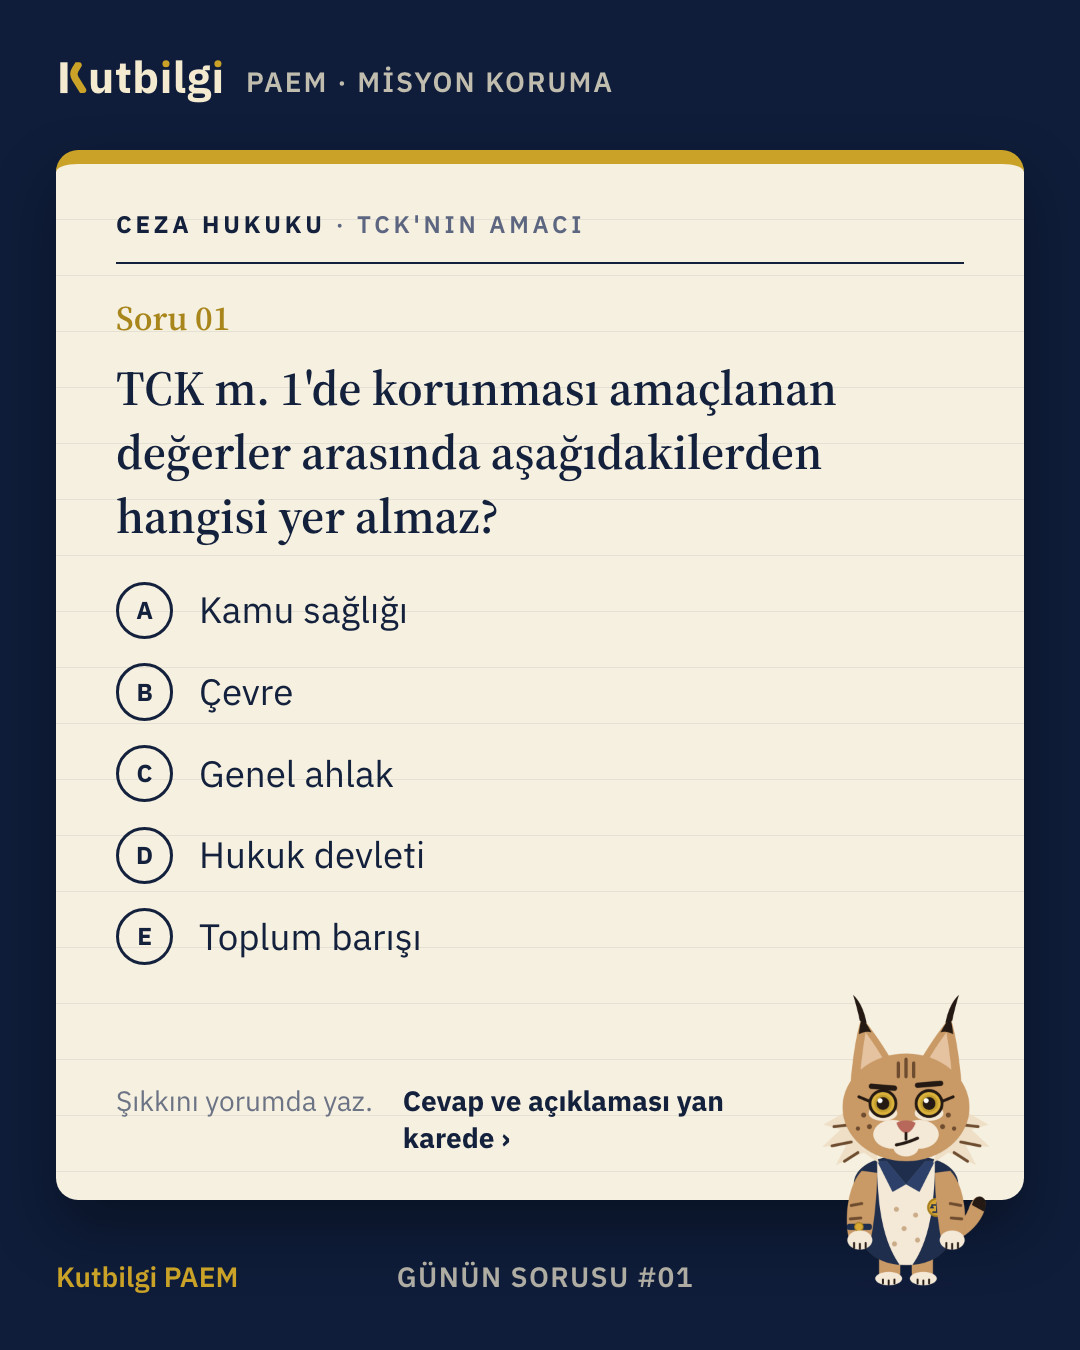 Kutbilgi PAEM · MİSYON KORUMA
CEZA HUKUKU · TCK'NIN AMACI
Soru 01
TCK m. 1'de korunması amaçlanan
değerler arasında aşağıdakilerden
hangisi yer almaz?
A Kamu sağlığı
B Çevre
C Genel ahlak
D Hukuk devleti
E Toplum barışı
Şıkkını yorumda yaz. Cevap ve açıklaması yan
karede ›
Kutbilgi PAEM GÜNÜN SORUSU #01